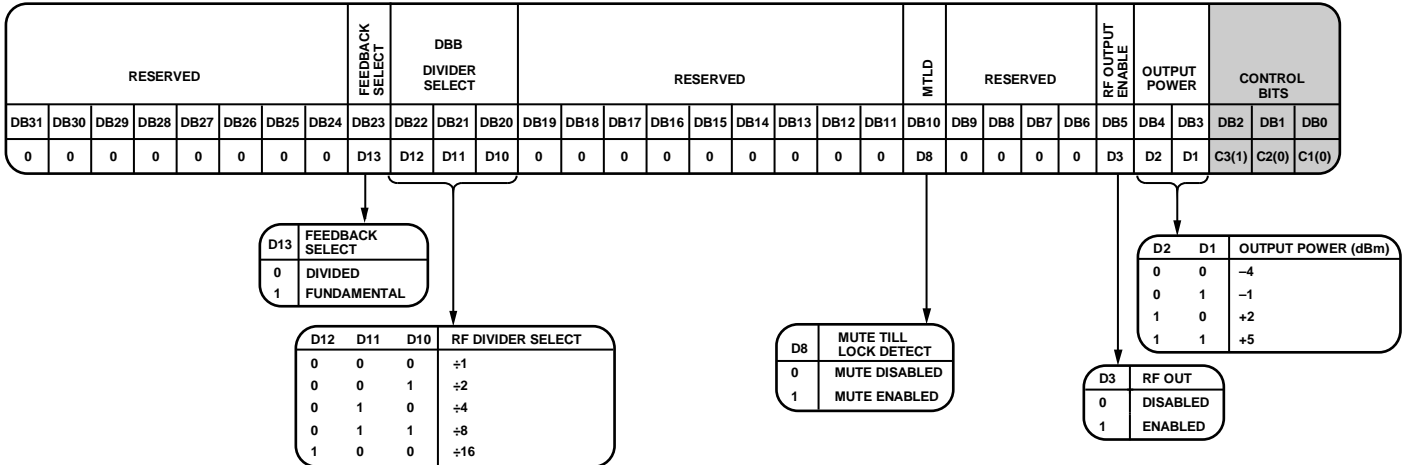 RESERVED
FEEDBACK
SELECT
DBB
DIVIDER
SELECT
RESERVED
MTLD
RESERVED
RF OUTPUT
ENABLE
OUTPUT
POWER
CONTROL
BITS
DB31 DB30 DB29 DB28 DB27 DB26 DB25 DB24 DB23 DB22 DB21 DB20 DB19 DB18 DB17 DB16 DB15 DB14 DB13 DB12 DB11 DB10 DB9 DB8 DB7 DB6 DB5 DB4 DB3 DB2 DB1 DB0
0 0 0 0 0 0 0 0 D13 D12 D11 D10 0 0 0 0 0 0 0 0 0 D8 0 0 0 0 D3 D2 D1 C3(1) C2(0) C1(0)
D13 FEEDBACK
SELECT
0 DIVIDED
1 FUNDAMENTAL
D12 D11 D10 RF DIVIDER SELECT
0 0 0 ÷1
0 0 1 ÷2
0 1 0 ÷4
0 1 1 ÷8
1 0 0 ÷16
D8 MUTE TILL
LOCK DETECT
0 MUTE DISABLED
1 MUTE ENABLED
D3 RF OUT
0 DISABLED
1 ENABLED
D2 D1 OUTPUT POWER (dBm)
0 0 –4
0 1 –1
1 0 +2
1 1 +5